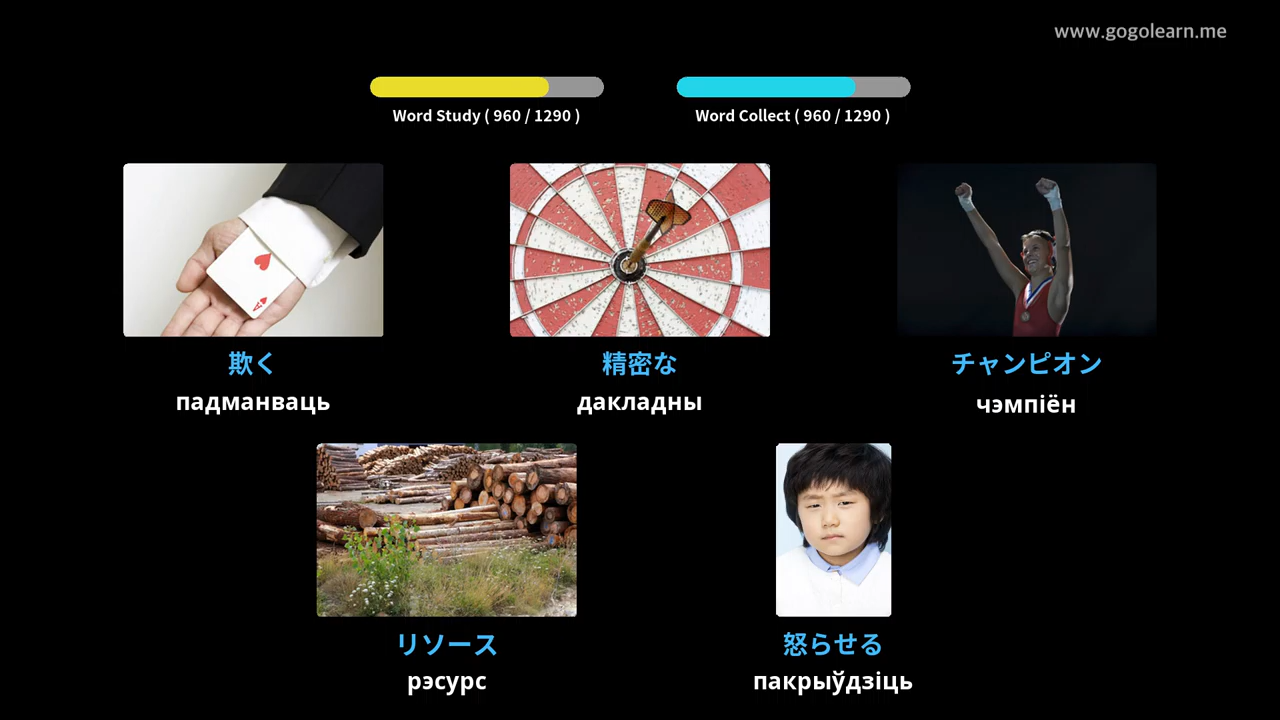 www.gogolearn.me
Word Study ( 960 / 1290 )
Word Collect ( 960 / 1290 )
欺く
падманваць
精密な
дакладны
チャンピオン
чэмпіён
リソース
рэсурс
怒らせる
пакрыўдзіць